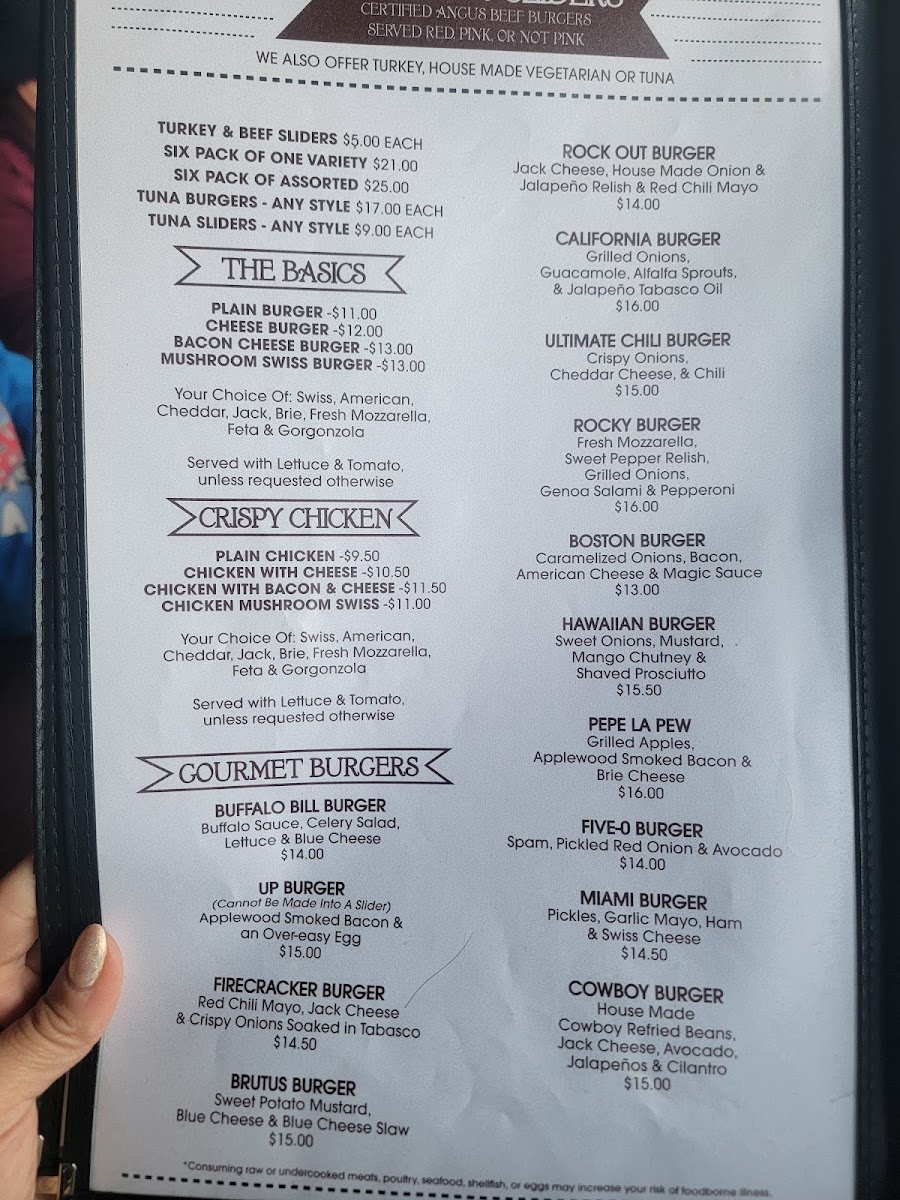 CERTIFIED ANGUS BEEF BURGERS
SERVED RED, PINK, OR NOT PINK
WE ALSO OFFER TURKEY, HOUSE MADE VEGETARIAN OR TUNA
TURKEY & BEEF SLIDERS $5.00 EACH
SIX PACK OF ONE VARIETY $21.00
SIX PACK OF ASSORTED $25.00
TUNA BURGERS - ANY STYLE $17.00 EACH
TUNA SLIDERS - ANY STYLE $9.00 EACH
THE BASICS
PLAIN BURGER -$11.00
CHEESE BURGER -$12.00
BACON CHEESE BURGER -$13.00
MUSHROOM SWISS BURGER -$13.00
Your Choice Of: Swiss, American,
Cheddar, Jack, Brie, Fresh Mozzarella,
Feta & Gorgonzola
Served with Lettuce & Tomato,
unless requested otherwise
CRISPY CHICKEN
PLAIN CHICKEN -$9.50
CHICKEN WITH CHEESE -$10.50
CHICKEN WITH BACON & CHEESE -$11.50
CHICKEN MUSHROOM SWISS -$11.00
Your Choice Of: Swiss, American,
Cheddar, Jack, Brie, Fresh Mozzarella,
Feta & Gorgonzola
Served with Lettuce & Tomato,
unless requested otherwise
GOURMET BURGERS
BUFFALO BILL BURGER
Buffalo Sauce, Celery Salad,
Lettuce & Blue Cheese
$14.00
UP BURGER
(Cannot Be Made Into A Slider)
Applewood Smoked Bacon &
an Over-easy Egg
$15.00
FIRECRACKER BURGER
Red Chili Mayo, Jack Cheese
& Crispy Onions Soaked in Tabasco
$14.50
BRUTUS BURGER
Sweet Potato Mustard,
Blue Cheese & Blue Cheese Slaw
$15.00
ROCK OUT BURGER
Jack Cheese, House Made Onion &
Jalapeño Relish & Red Chili Mayo
$14.00
CALIFORNIA BURGER
Grilled Onions,
Guacamole, Alfalfa Sprouts,
& Jalapeño Tabasco Oil
$16.00
ULTIMATE CHILI BURGER
Crispy Onions,
Cheddar Cheese, & Chili
$15.00
ROCKY BURGER
Fresh Mozzarella,
Sweet Pepper Relish,
Grilled Onions,
Genoa Salami & Pepperoni
$16.00
BOSTON BURGER
Caramelized Onions, Bacon,
American Cheese & Magic Sauce
$13.00
HAWAIIAN BURGER
Sweet Onions, Mustard,
Mango Chutney &
Shaved Prosciutto
$15.50
PEPE LA PEW
Grilled Apples,
Applewood Smoked Bacon &
Brie Cheese
$16.00
FIVE-0 BURGER
Spam, Pickled Red Onion & Avocado
$14.00
MIAMI BURGER
Pickles, Garlic Mayo, Ham
& Swiss Cheese
$14.50
COWBOY BURGER
House Made
Cowboy Refried Beans,
Jack Cheese, Avocado,
Jalapeños & Cilantro
$15.00
*Consuming raw or undercooked meats, poultry, seafood, shellfish, or eggs may increase your risk of foodborne illness.